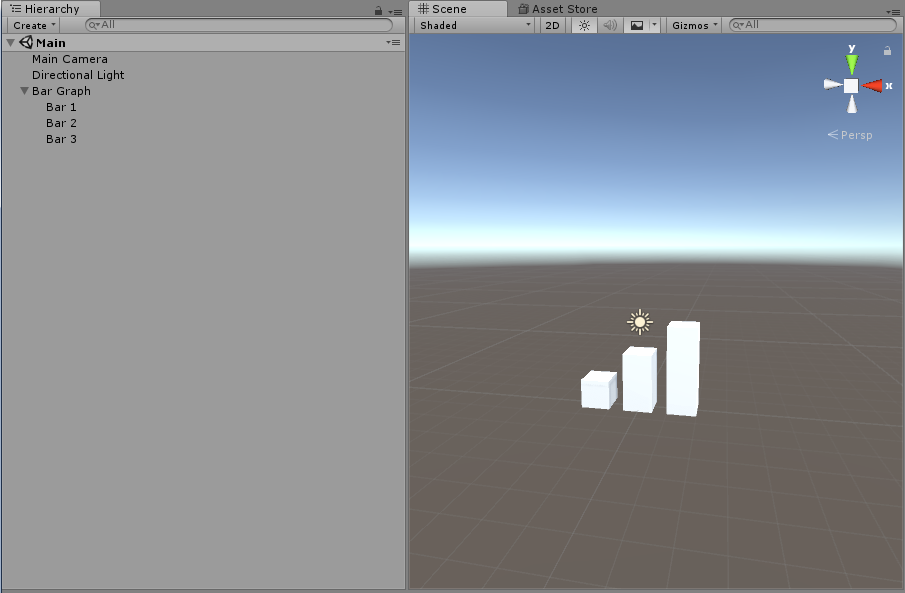 Hierarchy
Create All
Main
Main Camera
Directional Light
Bar Graph
Bar 1
Bar 2
Bar 3
Scene Asset Store
Shaded 2D Gizmos All
y
x
Persp